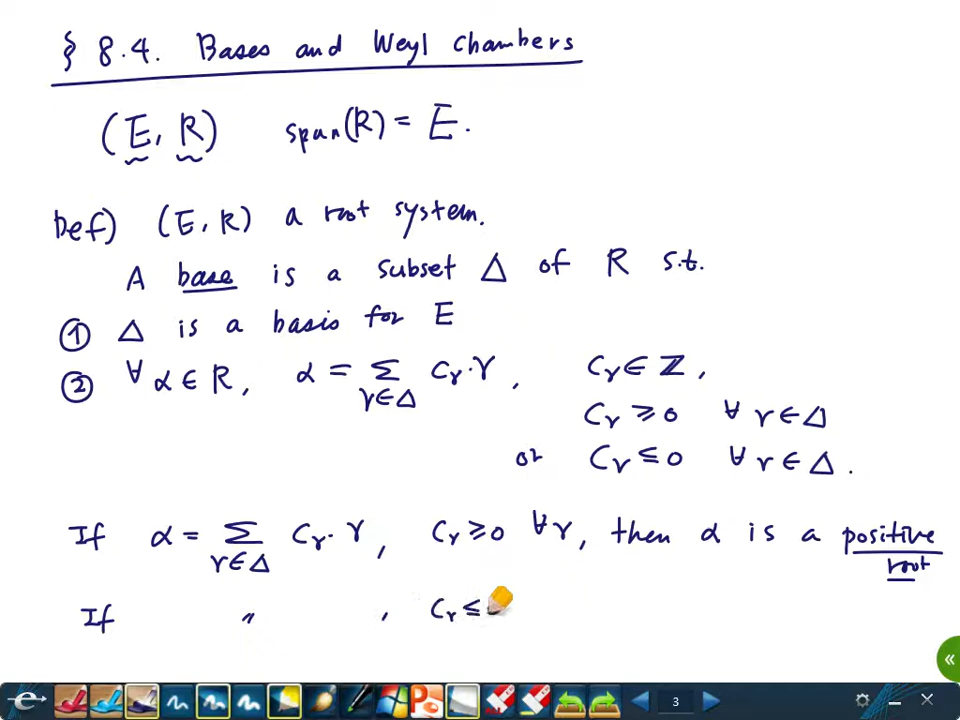 § 8.4. Bases and Weyl Chambers
(E, R) span(R) = E.
Def) (E, R) a root system.
A base is a subset Δ of R s.t.
① Δ is a basis for E
② ∀ α ∈ R, α = Σ_{γ∈Δ} C_γ · γ, C_γ ∈ ℤ,
C_γ ≥ 0 ∀ γ ∈ Δ
or C_γ ≤ 0 ∀ γ ∈ Δ.
If α = Σ_{γ∈Δ} C_γ · γ, C_γ ≥ 0 ∀γ, then α is a positive
root
If 〃 , C_γ ≤
3